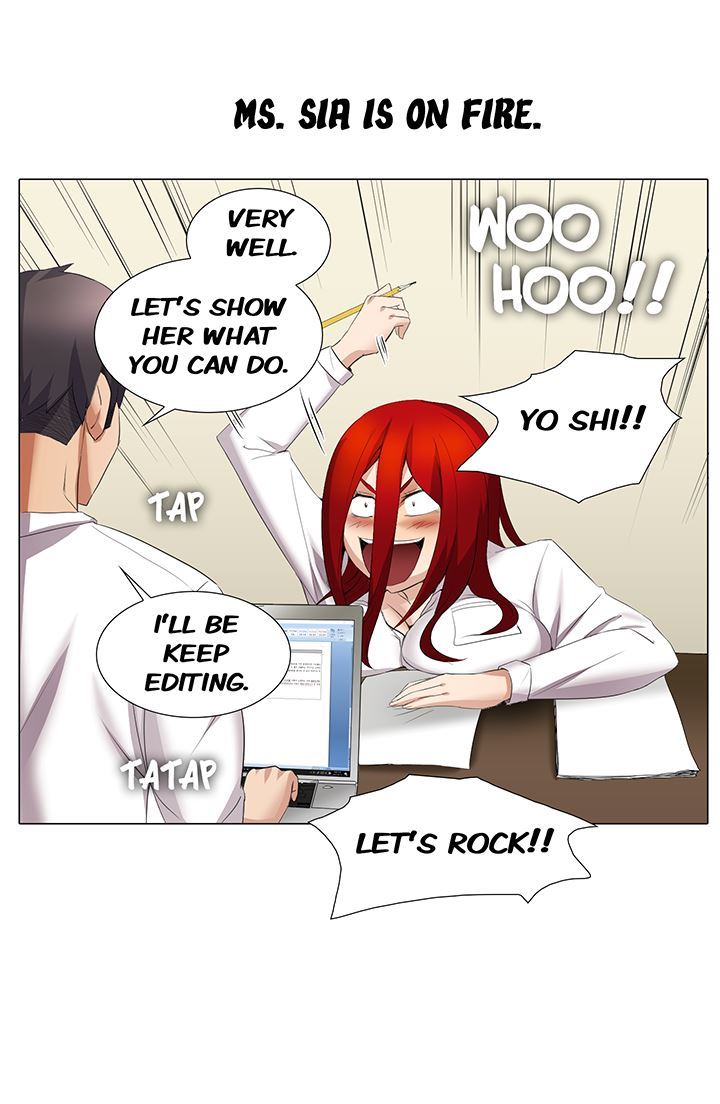 MS. SIA IS ON FIRE.
VERY
WELL.
LET'S SHOW
HER WHAT
YOU CAN DO.
WOO
HOO!!
YO SHI!!
TAP
I'LL BE
KEEP
EDITING.
TATAP
LET'S ROCK!!